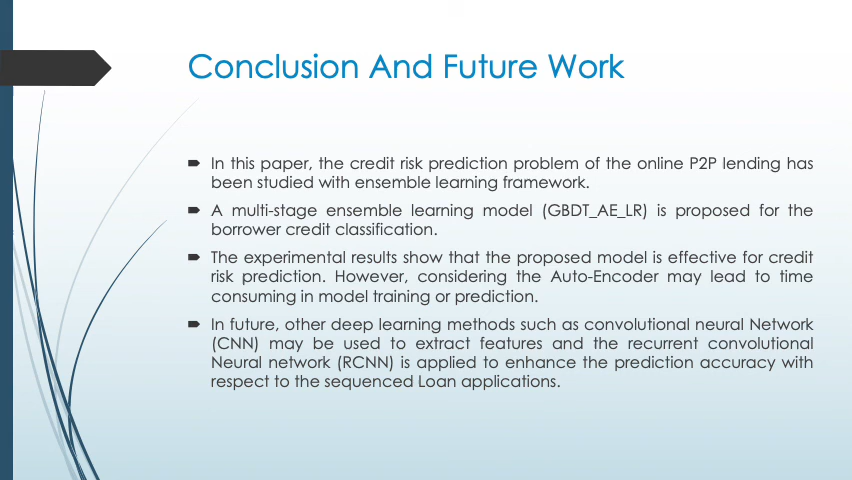 Conclusion And Future Work
In this paper, the credit risk prediction problem of the online P2P lending has
been studied with ensemble learning framework.
A multi-stage ensemble learning model (GBDT_AE_LR) is proposed for the
borrower credit classification.
The experimental results show that the proposed model is effective for credit
risk prediction. However, considering the Auto-Encoder may lead to time
consuming in model training or prediction.
In future, other deep learning methods such as convolutional neural Network
(CNN) may be used to extract features and the recurrent convolutional
Neural network (RCNN) is applied to enhance the prediction accuracy with
respect to the sequenced Loan applications.